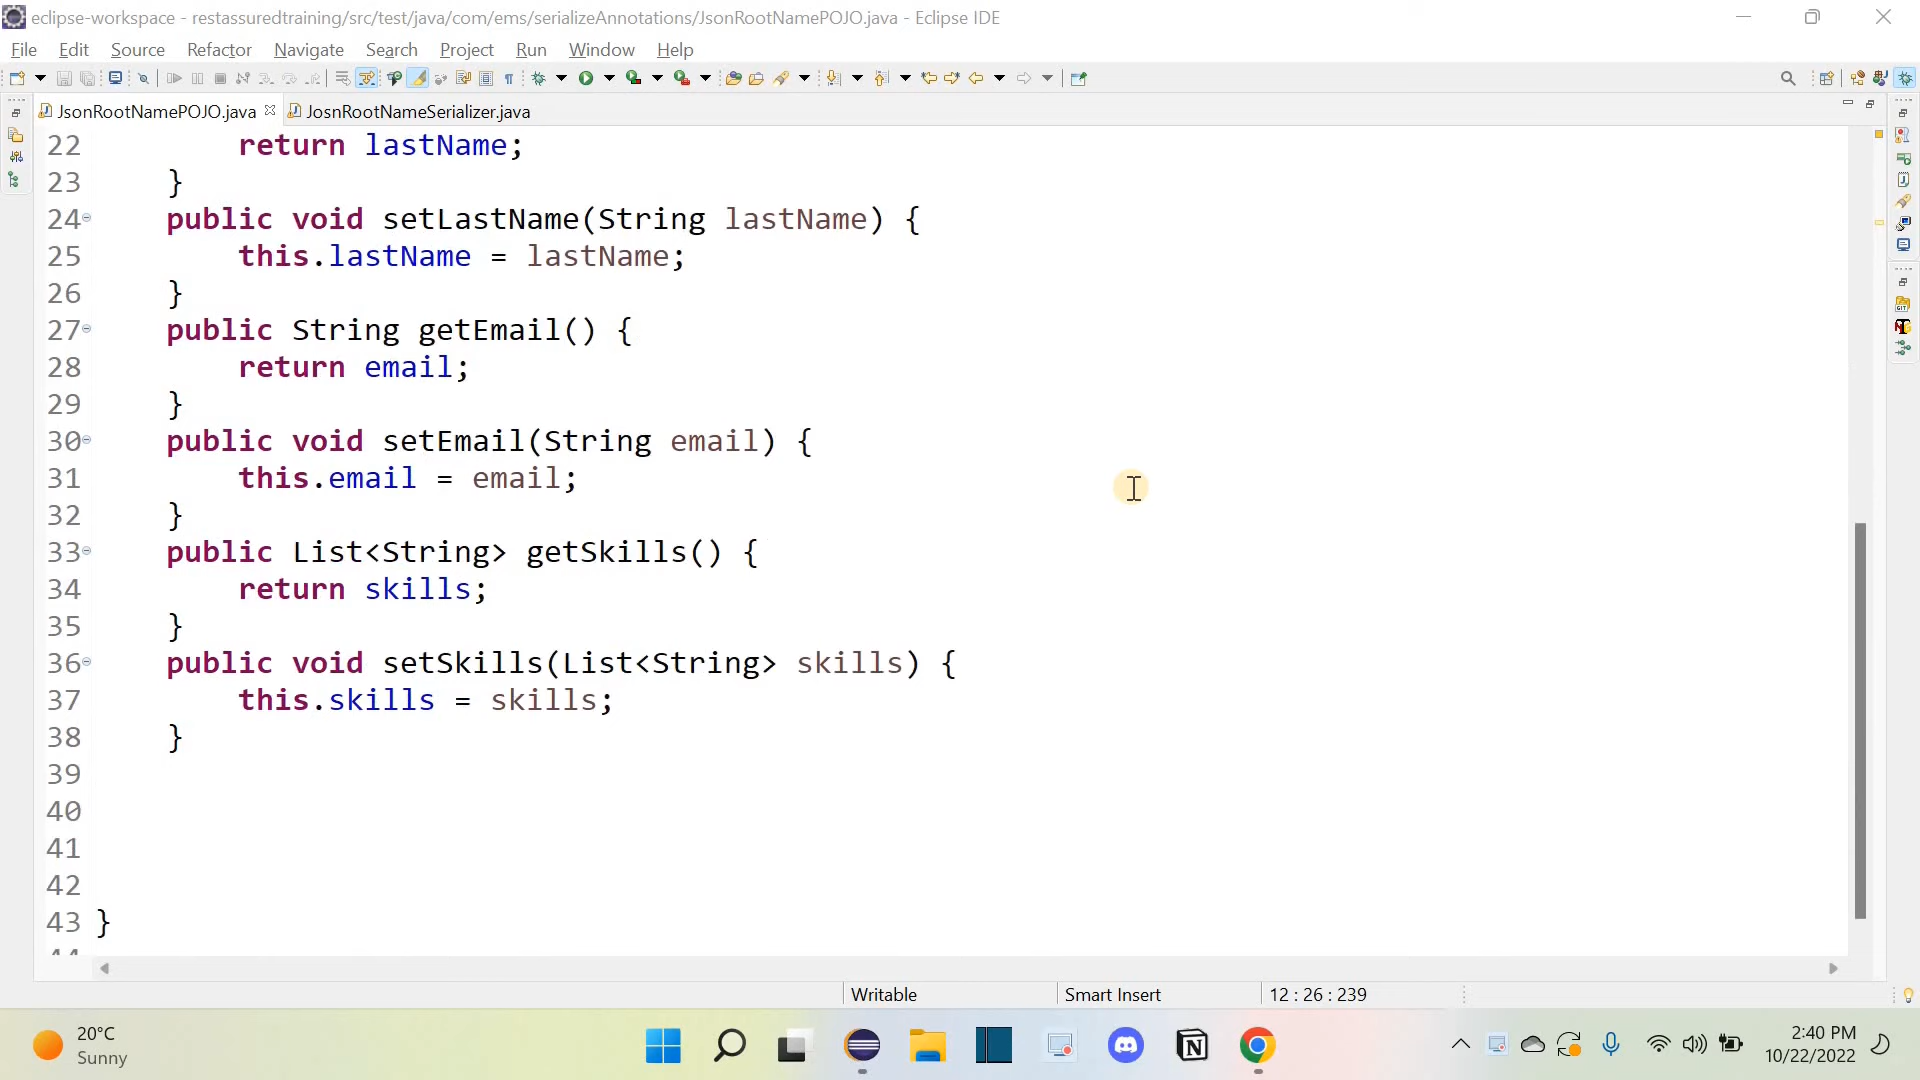 eclipse-workspace - restassuredtraining/src/test/java/com/ems/serializeAnnotations/JsonRootNamePOJO.java - Eclipse IDE
File Edit Source Refactor Navigate Search Project Run Window Help
JsonRootNamePOJO.java JosnRootNameSerializer.java
22 return lastName;
23 }
24 public void setLastName(String lastName) {
25 this.lastName = lastName;
26 }
27 public String getEmail() {
28 return email;
29 }
30 public void setEmail(String email) {
31 this.email = email;
32 }
33 public List<String> getSkills() {
34 return skills;
35 }
36 public void setSkills(List<String> skills) {
37 this.skills = skills;
38 }
39
40
41
42
43 }
Writable Smart Insert 12 : 26 : 239
20°C
Sunny
2:40 PM
10/22/2022